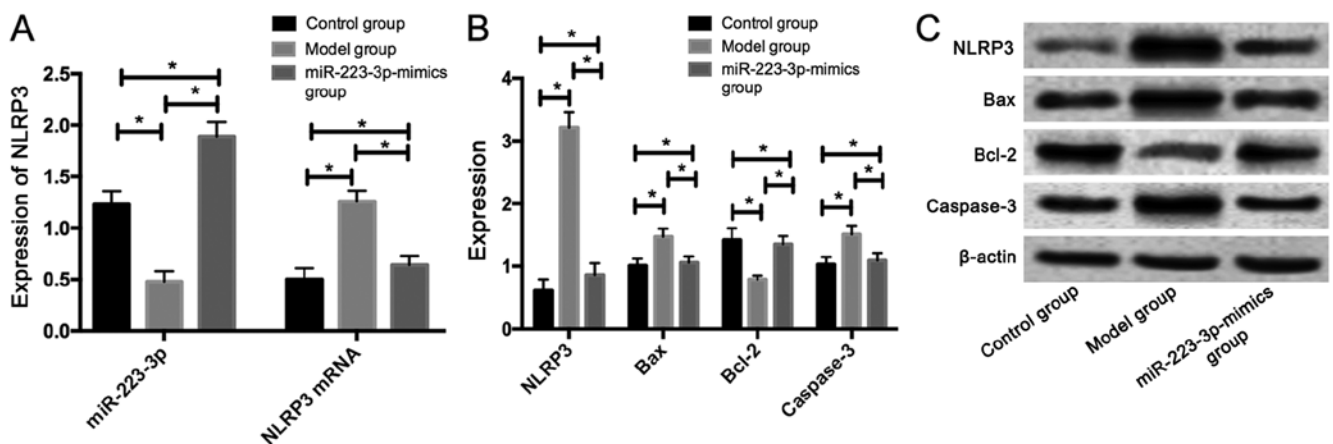 A
Control group
Model group
miR-223-3p-mimics
group
Expression of NLRP3
2.5
2.0
1.5
1.0
0.5
0.0
* * *
* * *
miR-223-3p
NLRP3 mRNA
B
Control group
Model group
miR-223-3p-mimics
group
Expression
4
3
2
1
0
* * *
* * *
* * *
* * *
NLRP3
Bax
Bcl-2
Caspase-3
C
NLRP3
Bax
Bcl-2
Caspase-3
β-actin
Control group
Model group
miR-223-3p-mimics
group